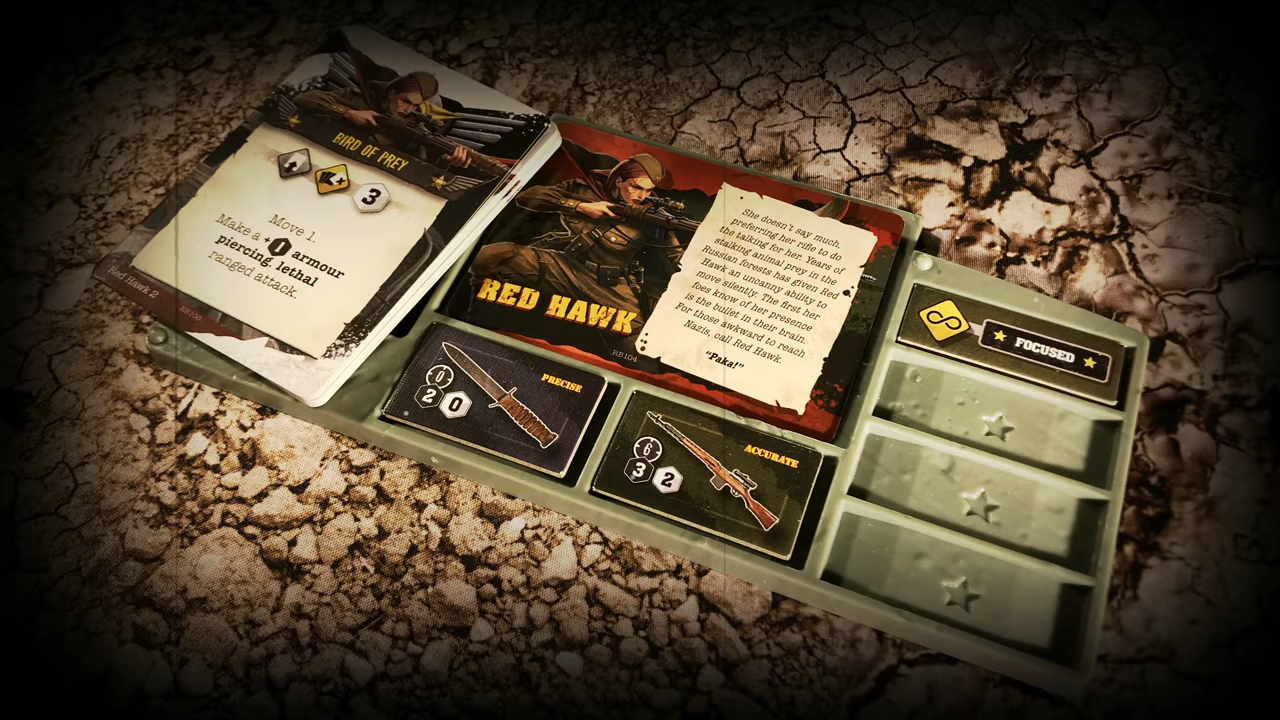 BIRD OF PREY
3
Move 1.
Make a +1 armour
piercing, lethal
ranged attack.
Red Hawk 2
RB106
RED HAWK
RB104
She doesn't say much,
preferring her rifle to do
the talking for her. Years of
stalking animal prey in the
Russian forests has given Red
Hawk an uncanny ability to
move silently. The first her
foes know of her presence
is the bullet in their brain.
For those awkward to reach
Nazis, call Red Hawk.
"Paka!"
PRECISE
0
2 0
ACCURATE
6
3 2
FOCUSED